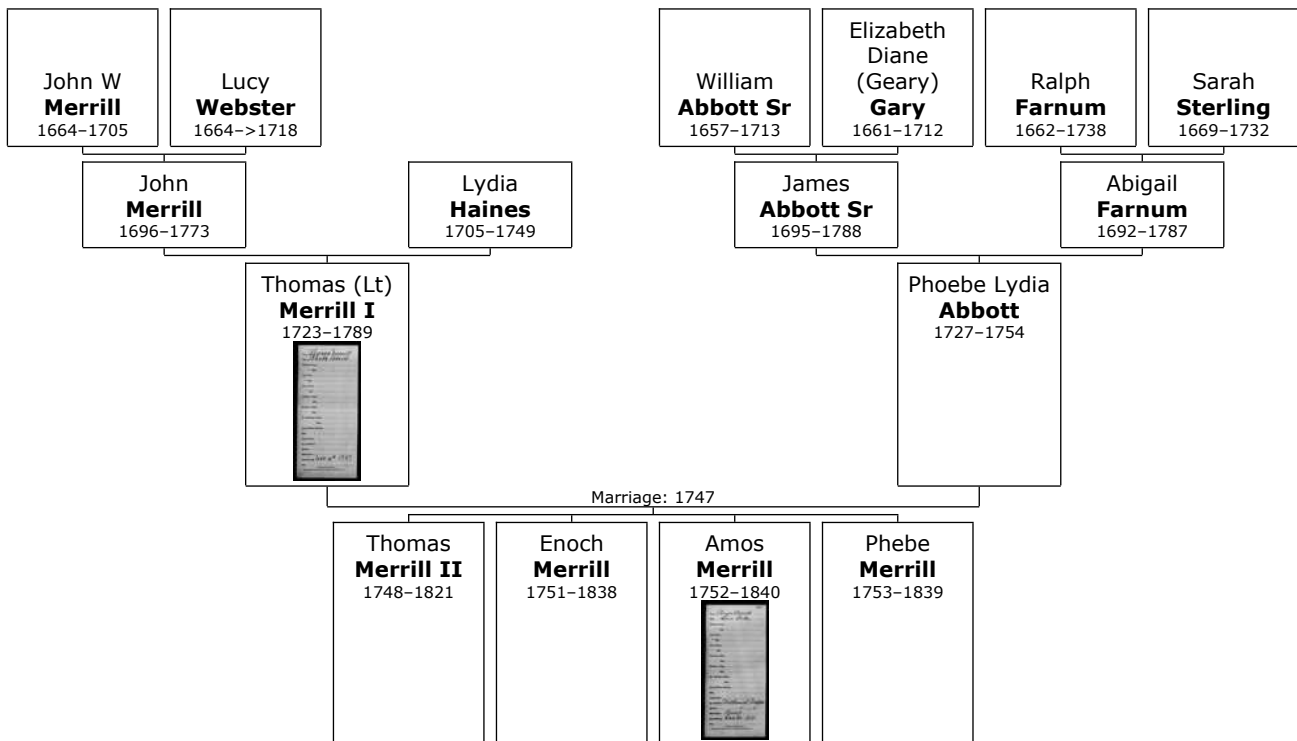 John W
Merrill
1664–1705
Lucy
Webster
1664–>1718
William
Abbott Sr
1657–1713
Elizabeth
Diane
(Geary)
Gary
1661–1712
Ralph
Farnum
1662–1738
Sarah
Sterling
1669–1732
John
Merrill
1696–1773
Lydia
Haines
1705–1749
James
Abbott Sr
1695–1788
Abigail
Farnum
1692–1787
Thomas (Lt)
Merrill I
1723–1789
Phoebe Lydia
Abbott
1727–1754
Marriage: 1747
Thomas
Merrill II
1748–1821
Enoch
Merrill
1751–1838
Amos
Merrill
1752–1840
Phebe
Merrill
1753–1839